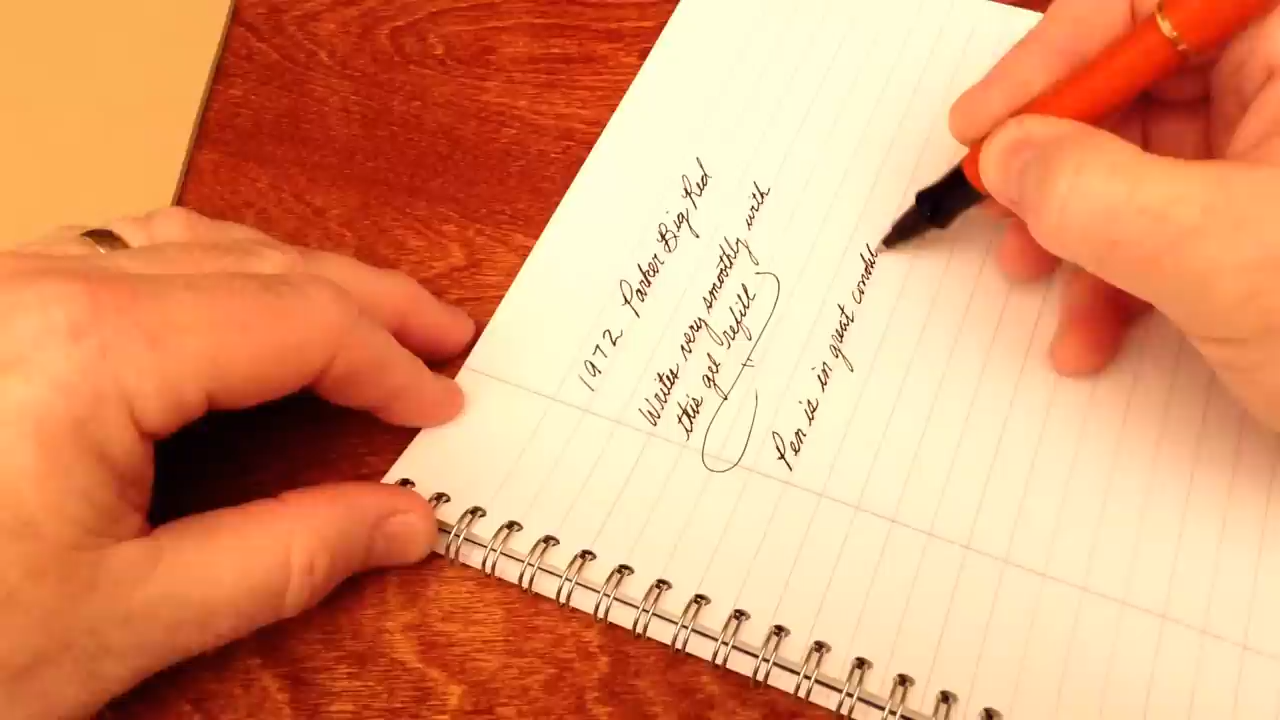 1972 Parker Big Red
Writes very smoothly with
this gel refill
Pen is in great